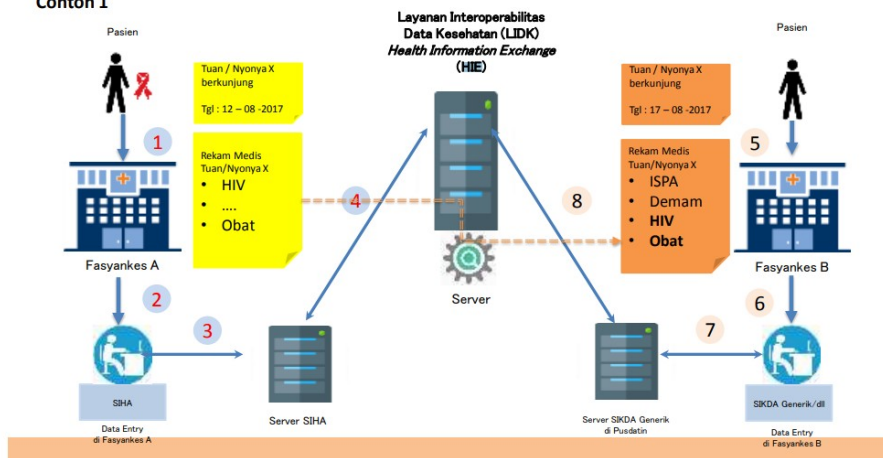 Contoh 1
Layanan Interoperabilitas
Data Kesehatan (LIDK)
Health Information Exchange
(HIE)
Pasien
Tuan / Nyonya X
berkunjung
Tgl : 12 – 08 -2017
1
Rekam Medis
Tuan/Nyonya X
• HIV
• ....
• Obat
Fasyankes A
2
3
4
SIHA
Data Entry
di Fasyankes A
Server SIHA
Server
Pasien
Tuan / Nyonya X
berkunjung
Tgl : 17 – 08 -2017
5
Rekam Medis
Tuan/Nyonya X
• ISPA
• Demam
• HIV
• Obat
Fasyankes B
6
7
8
SIKDA Generik/dll
Data Entry
di Fasyankes B
Server SIKDA Generik
di Pusdatin